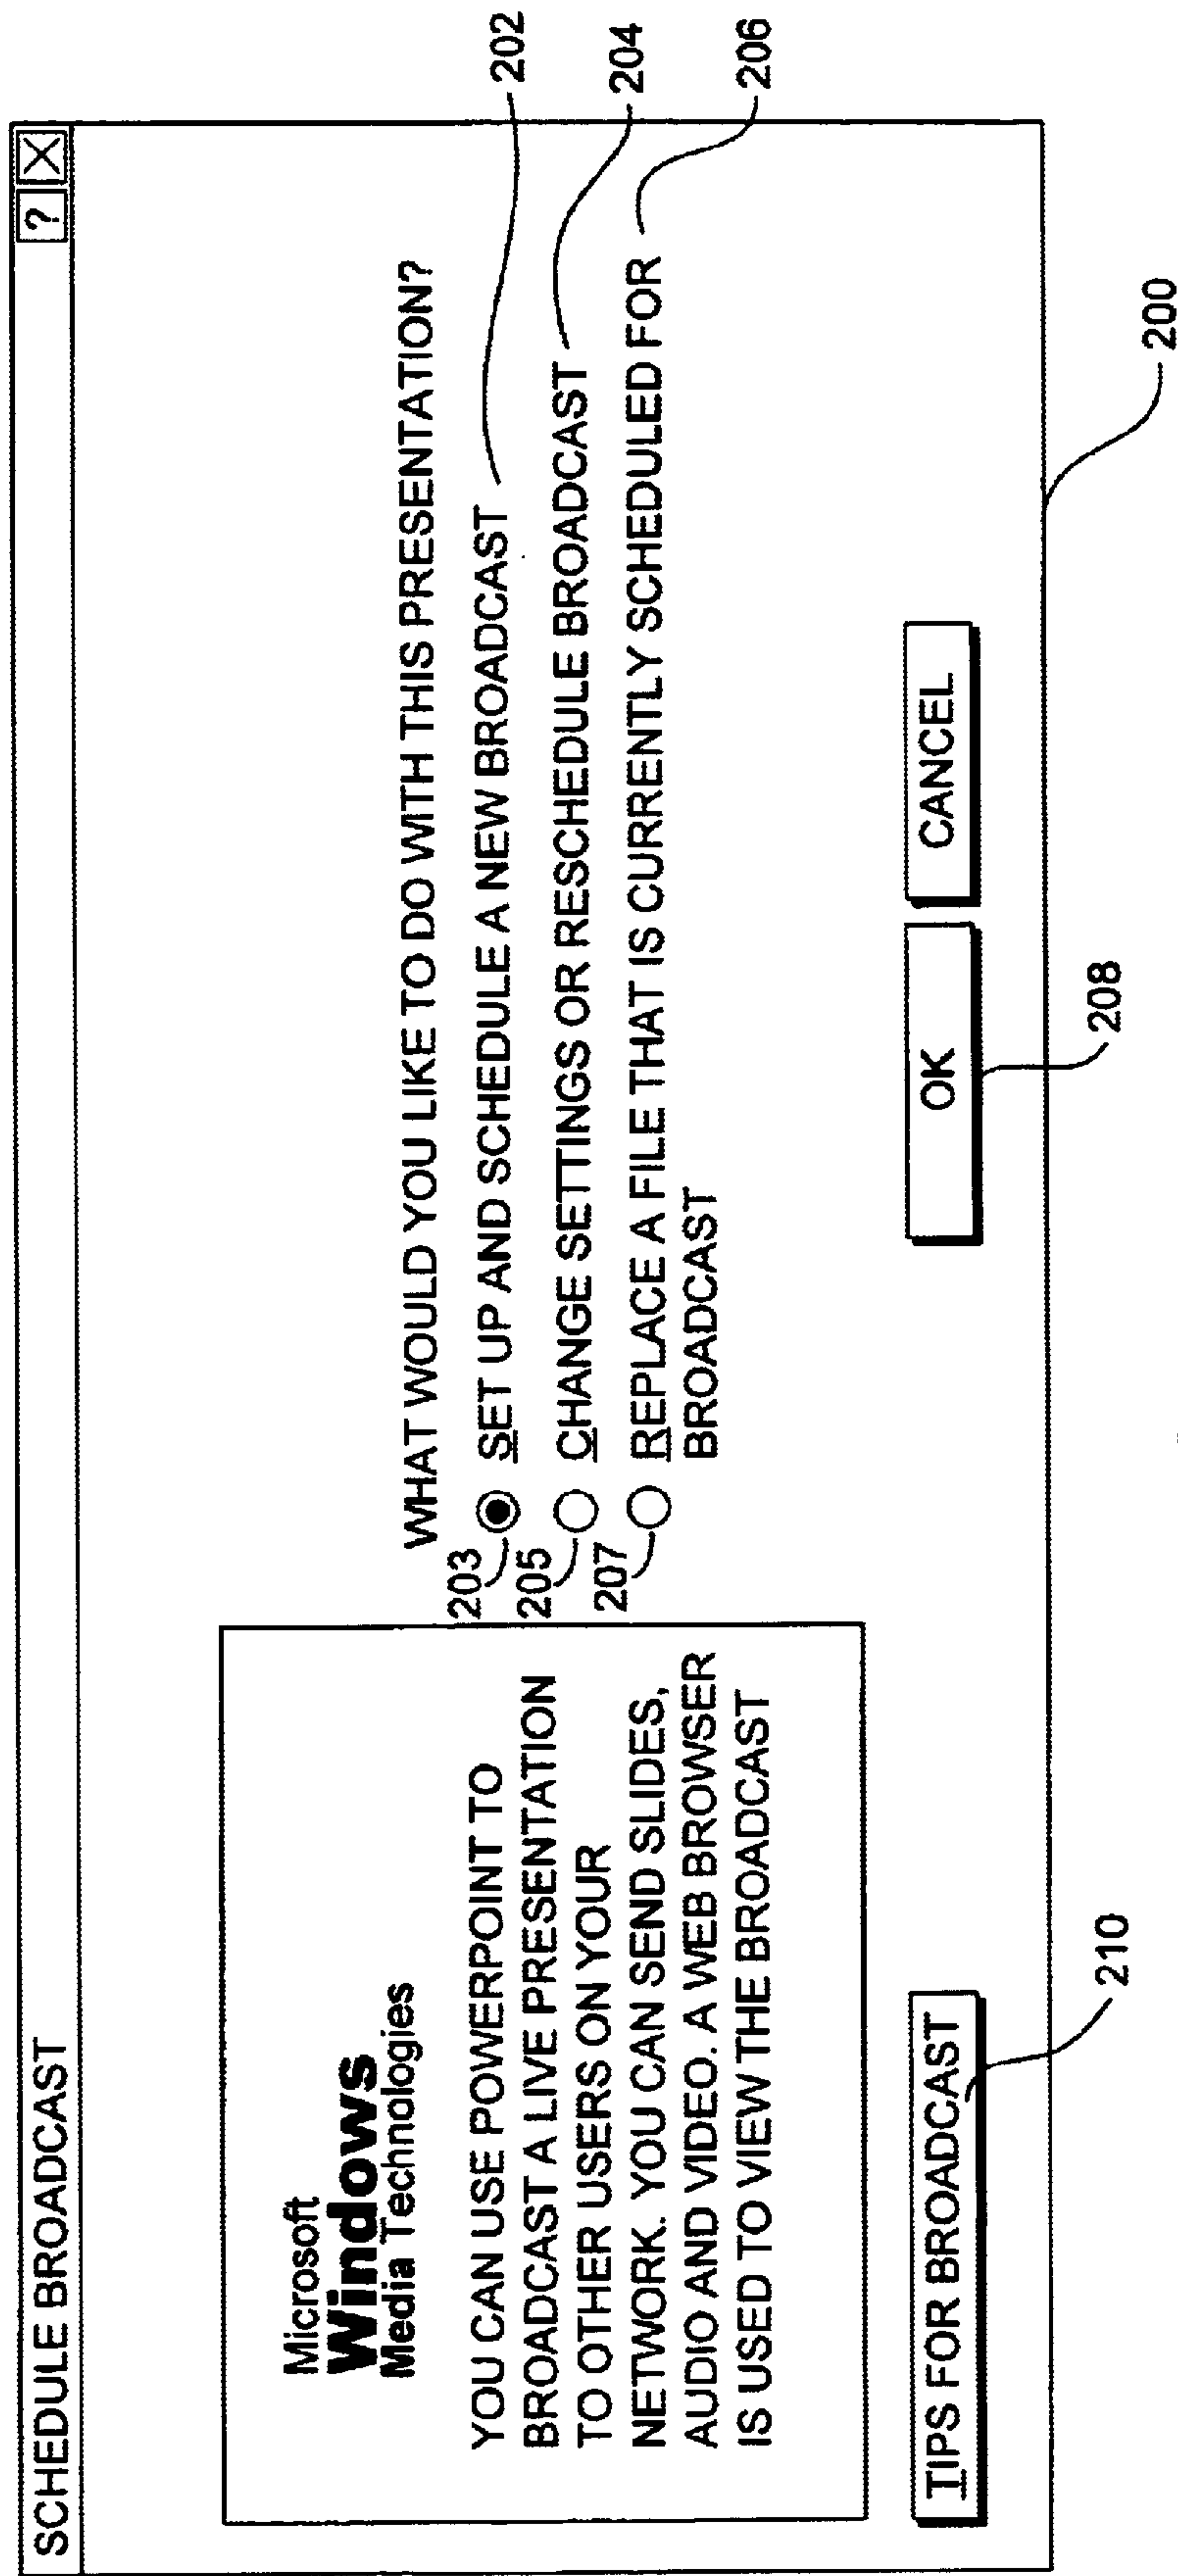 SCHEDULE BROADCAST
? X
Microsoft
Windows
Media Technologies
YOU CAN USE POWERPOINT TO
BROADCAST A LIVE PRESENTATION
TO OTHER USERS ON YOUR
NETWORK. YOU CAN SEND SLIDES,
AUDIO AND VIDEO. A WEB BROWSER
IS USED TO VIEW THE BROADCAST
WHAT WOULD YOU LIKE TO DO WITH THIS PRESENTATION?
203 SET UP AND SCHEDULE A NEW BROADCAST 202
205 CHANGE SETTINGS OR RESCHEDULE BROADCAST 204
207 REPLACE A FILE THAT IS CURRENTLY SCHEDULED FOR 206
BROADCAST
TIPS FOR BROADCAST OK CANCEL
210 208 200